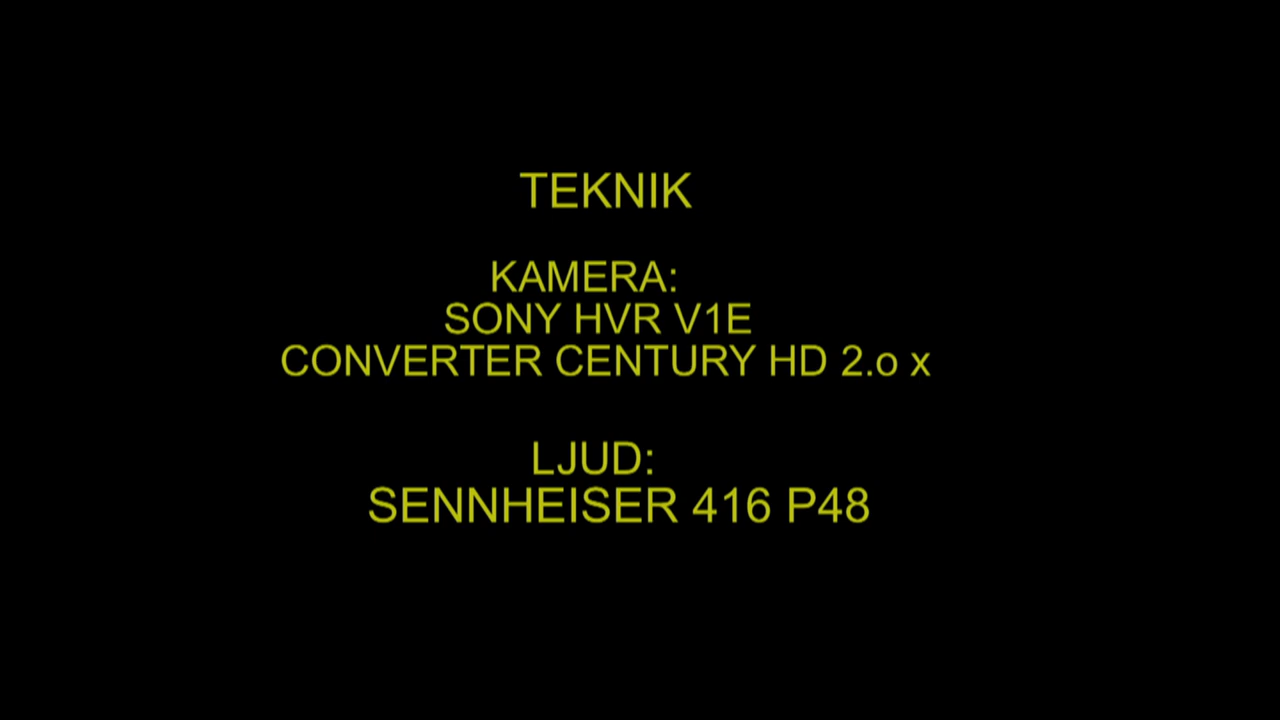 TEKNIK
KAMERA:
SONY HVR V1E
CONVERTER CENTURY HD 2.o x
LJUD:
SENNHEISER 416 P48